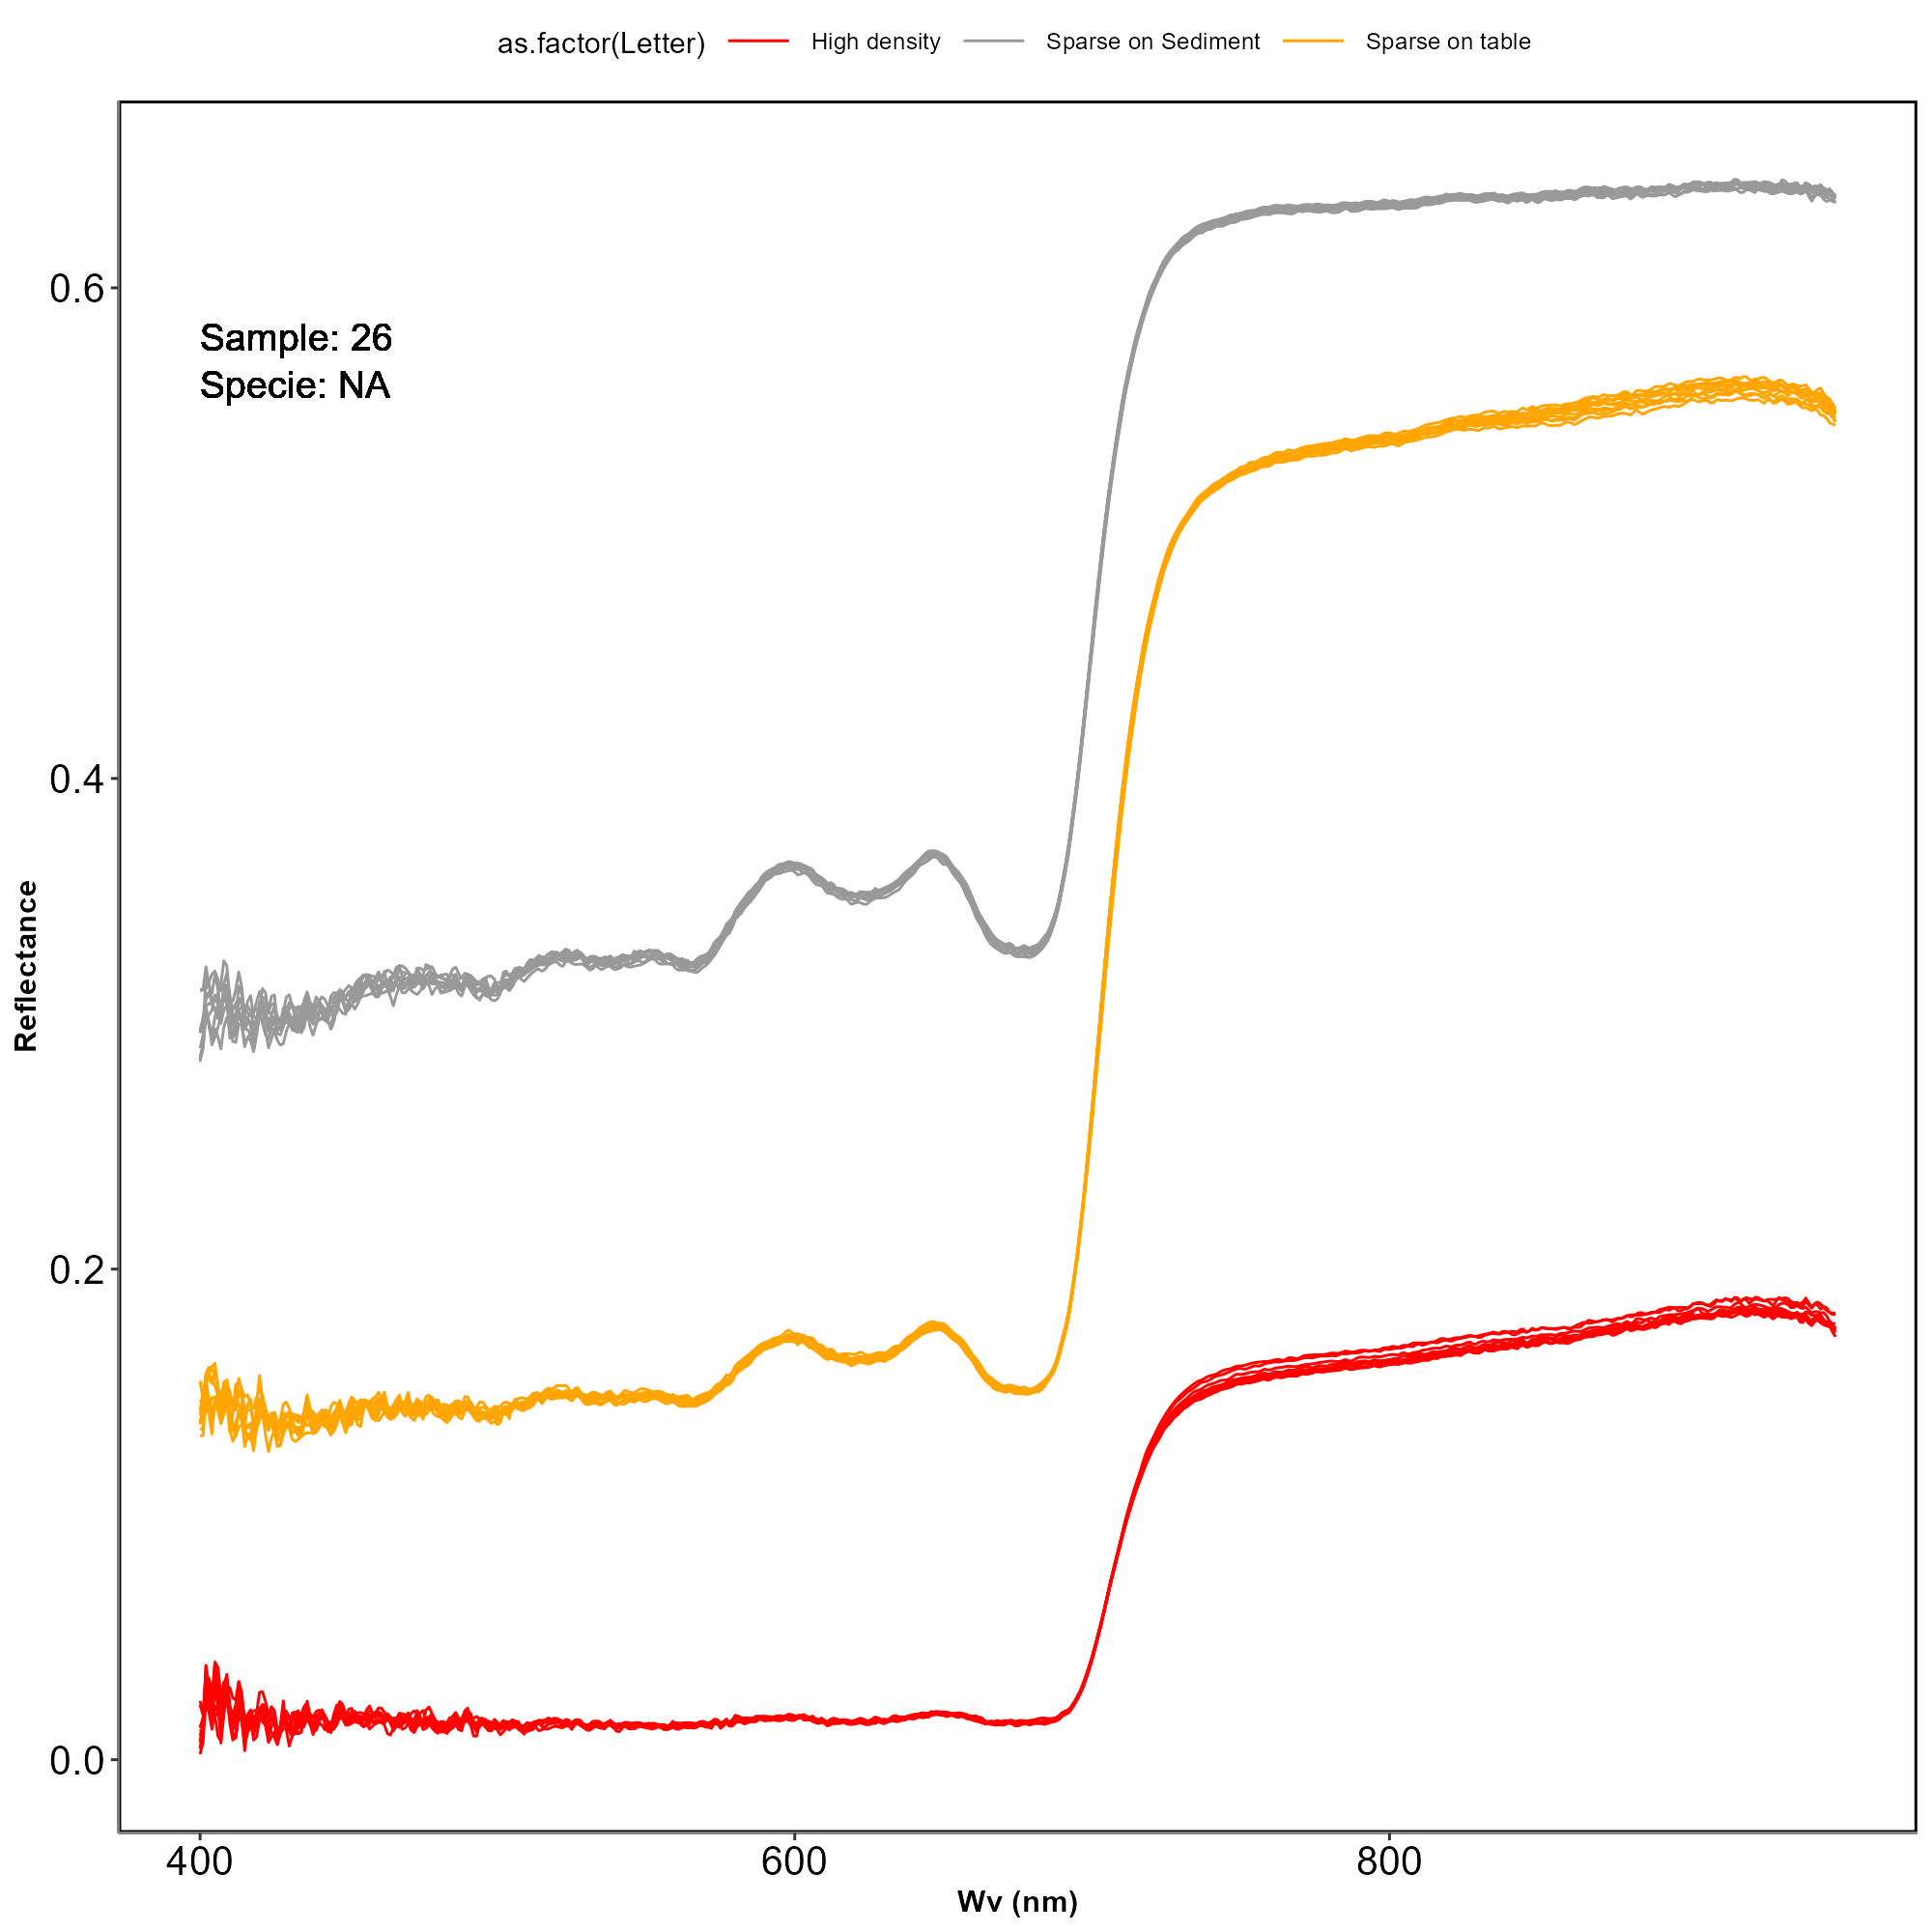 as.factor(Letter) High density Sparse on Sediment Sparse on table
0.6
Sample: 26
Specie: NA
0.4
Reflectance
0.2
0.0
400 600 800
Wv (nm)